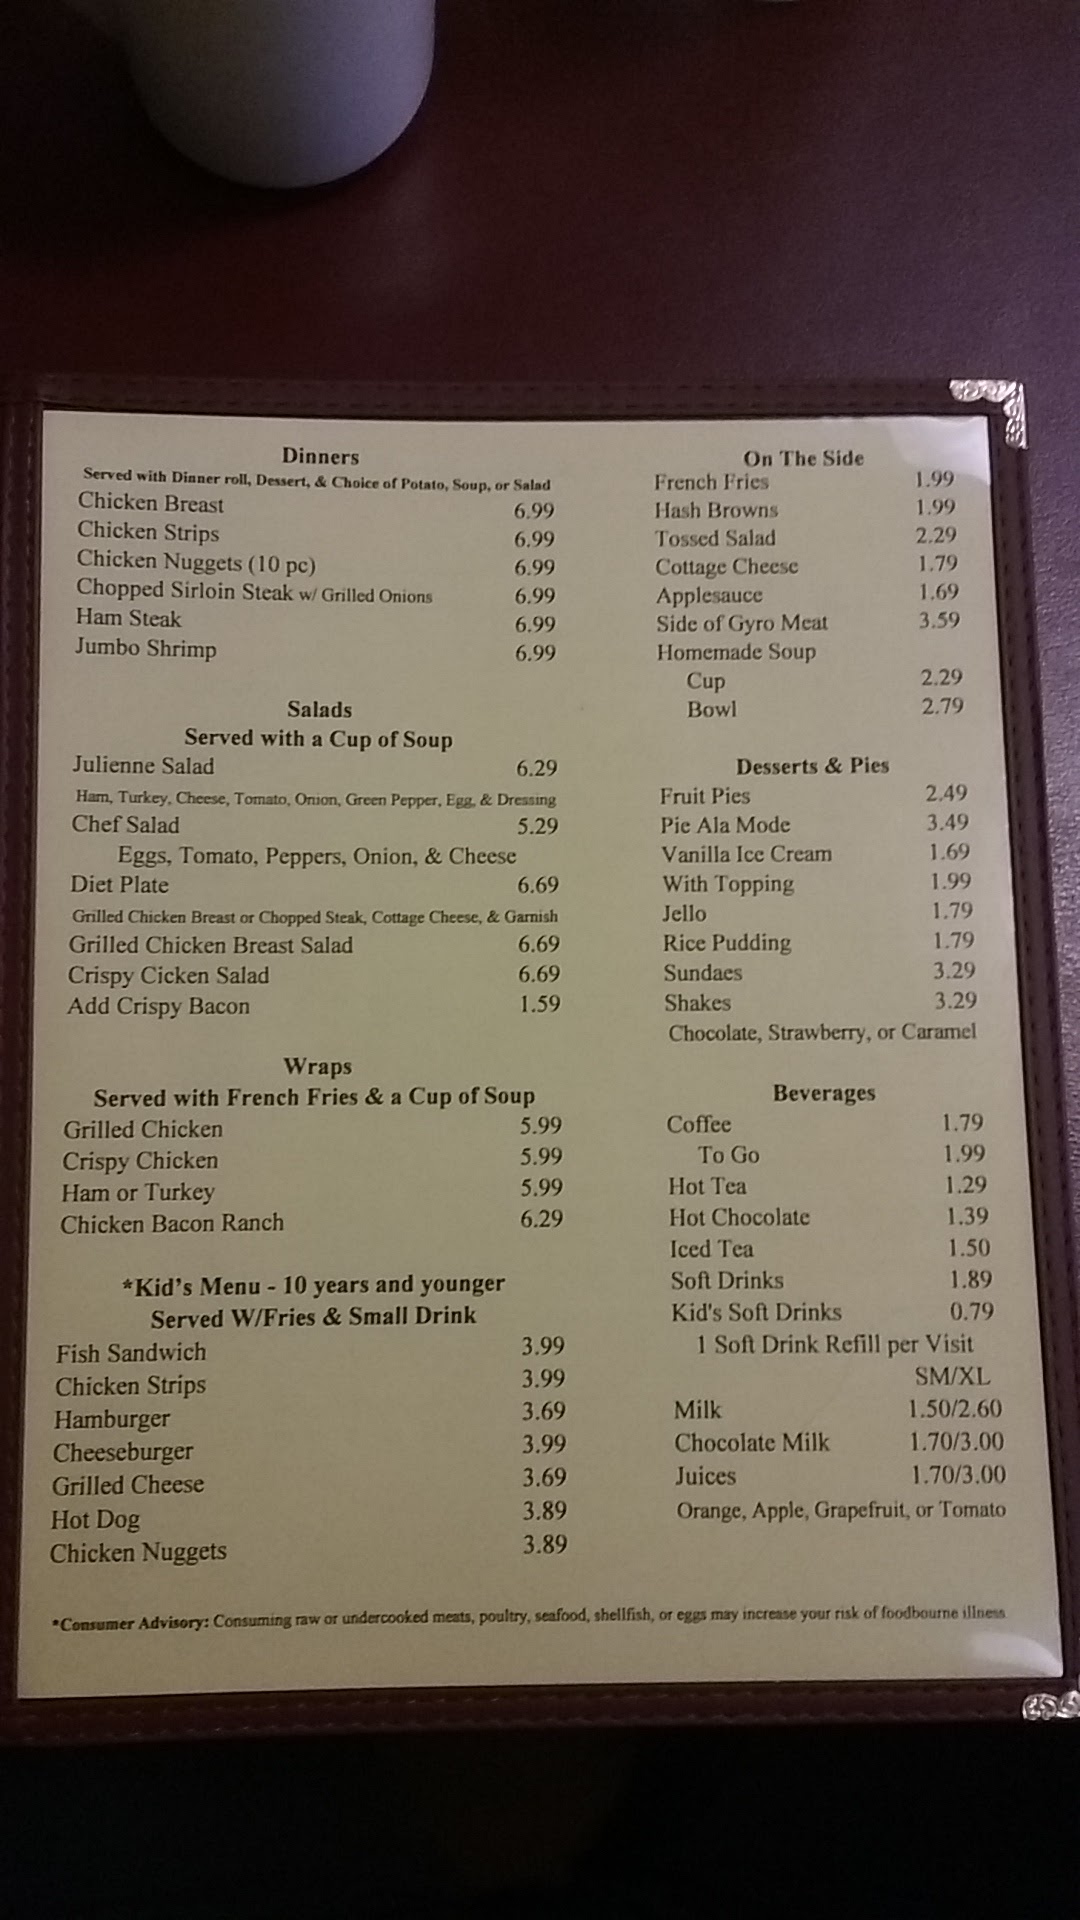 Dinners
Served with Dinner roll, Dessert, & Choice of Potato, Soup, or Salad
Chicken Breast 6.99
Chicken Strips 6.99
Chicken Nuggets (10 pc) 6.99
Chopped Sirloin Steak w/ Grilled Onions 6.99
Ham Steak 6.99
Jumbo Shrimp 6.99
Salads
Served with a Cup of Soup
Julienne Salad 6.29
Ham, Turkey, Cheese, Tomato, Onion, Green Pepper, Egg, & Dressing
Chef Salad 5.29
Eggs, Tomato, Peppers, Onion, & Cheese
Diet Plate 6.69
Grilled Chicken Breast or Chopped Steak, Cottage Cheese, & Garnish
Grilled Chicken Breast Salad 6.69
Crispy Cicken Salad 6.69
Add Crispy Bacon 1.59
Wraps
Served with French Fries & a Cup of Soup
Grilled Chicken 5.99
Crispy Chicken 5.99
Ham or Turkey 5.99
Chicken Bacon Ranch 6.29
*Kid's Menu - 10 years and younger
Served W/Fries & Small Drink
Fish Sandwich 3.99
Chicken Strips 3.99
Hamburger 3.69
Cheeseburger 3.99
Grilled Cheese 3.69
Hot Dog 3.89
Chicken Nuggets 3.89
On The Side
French Fries 1.99
Hash Browns 1.99
Tossed Salad 2.29
Cottage Cheese 1.79
Applesauce 1.69
Side of Gyro Meat 3.59
Homemade Soup
Cup 2.29
Bowl 2.79
Desserts & Pies
Fruit Pies 2.49
Pie Ala Mode 3.49
Vanilla Ice Cream 1.69
With Topping 1.99
Jello 1.79
Rice Pudding 1.79
Sundaes 3.29
Shakes 3.29
Chocolate, Strawberry, or Caramel
Beverages
Coffee 1.79
To Go 1.99
Hot Tea 1.29
Hot Chocolate 1.39
Iced Tea 1.50
Soft Drinks 1.89
Kid's Soft Drinks 0.79
1 Soft Drink Refill per Visit
SM/XL
Milk 1.50/2.60
Chocolate Milk 1.70/3.00
Juices 1.70/3.00
Orange, Apple, Grapefruit, or Tomato
*Consumer Advisory: Consuming raw or undercooked meats, poultry, seafood, shellfish, or eggs may increase your risk of foodbourne illness